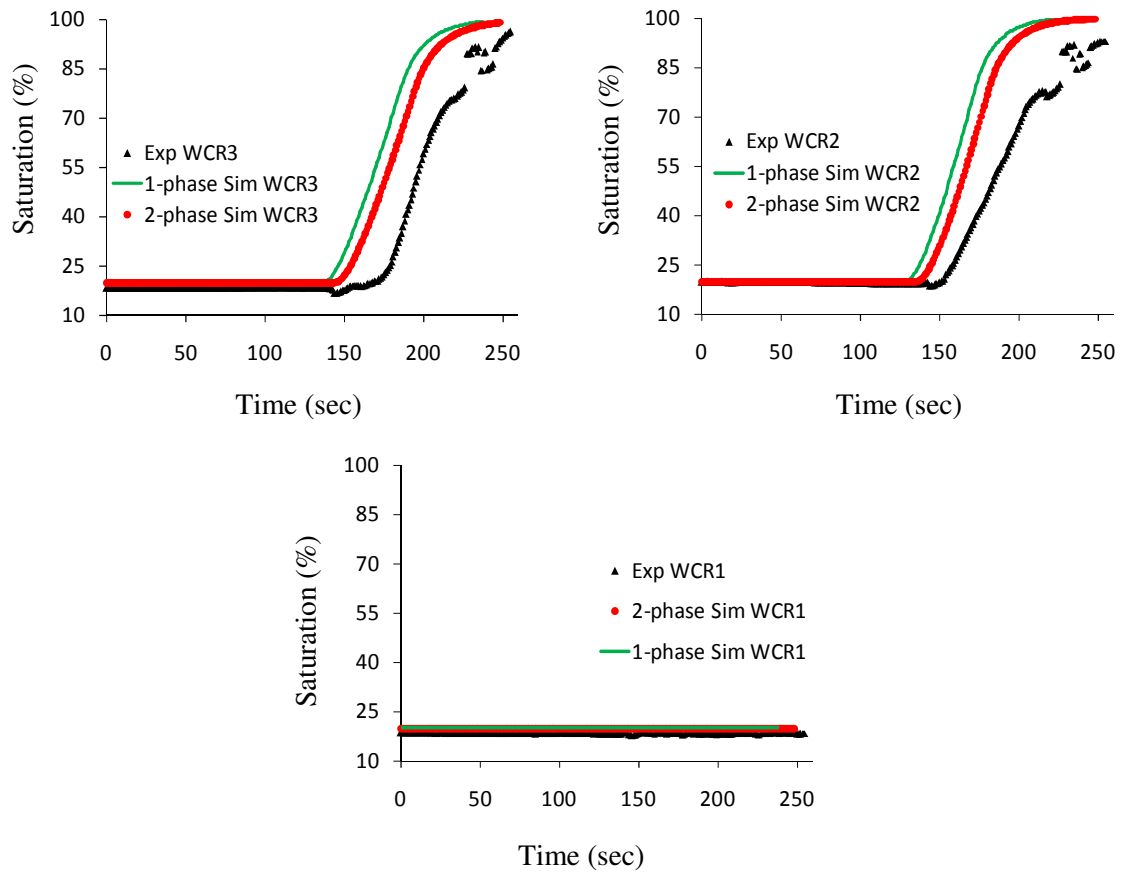 100
85
70
55
40
25
10
Saturation (%)
Exp WCR3
1-phase Sim WCR3
2-phase Sim WCR3
0 50 100 150 200 250
Time (sec)
100
85
70
55
40
25
10
Saturation (%)
Exp WCR2
1-phase Sim WCR2
2-phase Sim WCR2
0 50 100 150 200 250
Time (sec)
100
85
70
55
40
25
10
Saturation (%)
Exp WCR1
2-phase Sim WCR1
1-phase Sim WCR1
0 50 100 150 200 250
Time (sec)